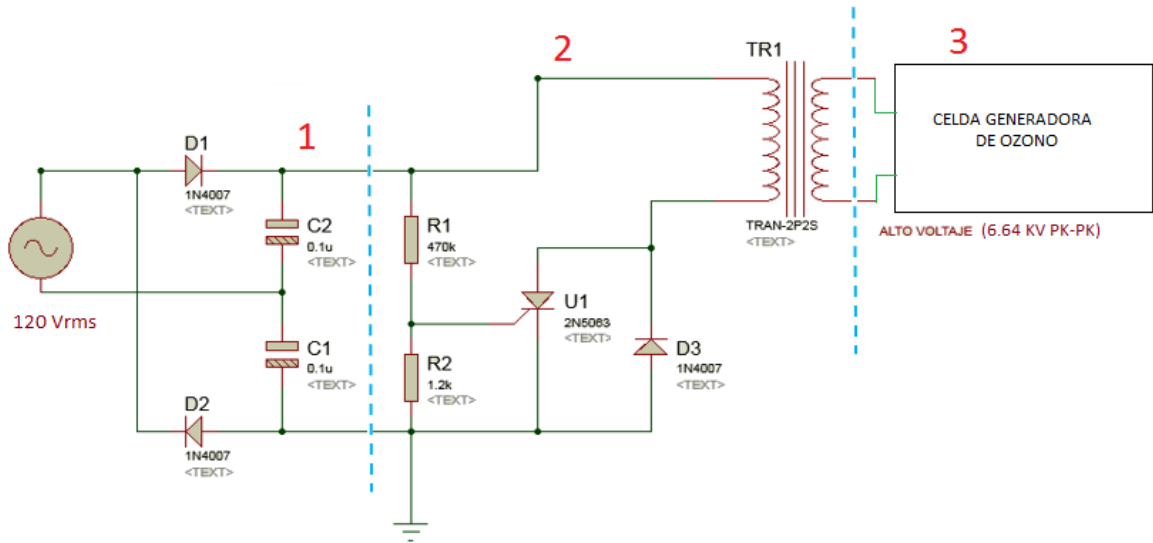 1
2
3
TR1
TRAN-2P2S
<TEXT>
CELDA GENERADORA
DE OZONO
ALTO VOLTAJE (6.64 KV PK-PK)
D1
1N4007
<TEXT>
C2
0.1u
<TEXT>
R1
470k
<TEXT>
120 Vrms
U1
2N5063
<TEXT>
C1
0.1u
<TEXT>
R2
1.2k
<TEXT>
D3
1N4007
<TEXT>
D2
1N4007
<TEXT>